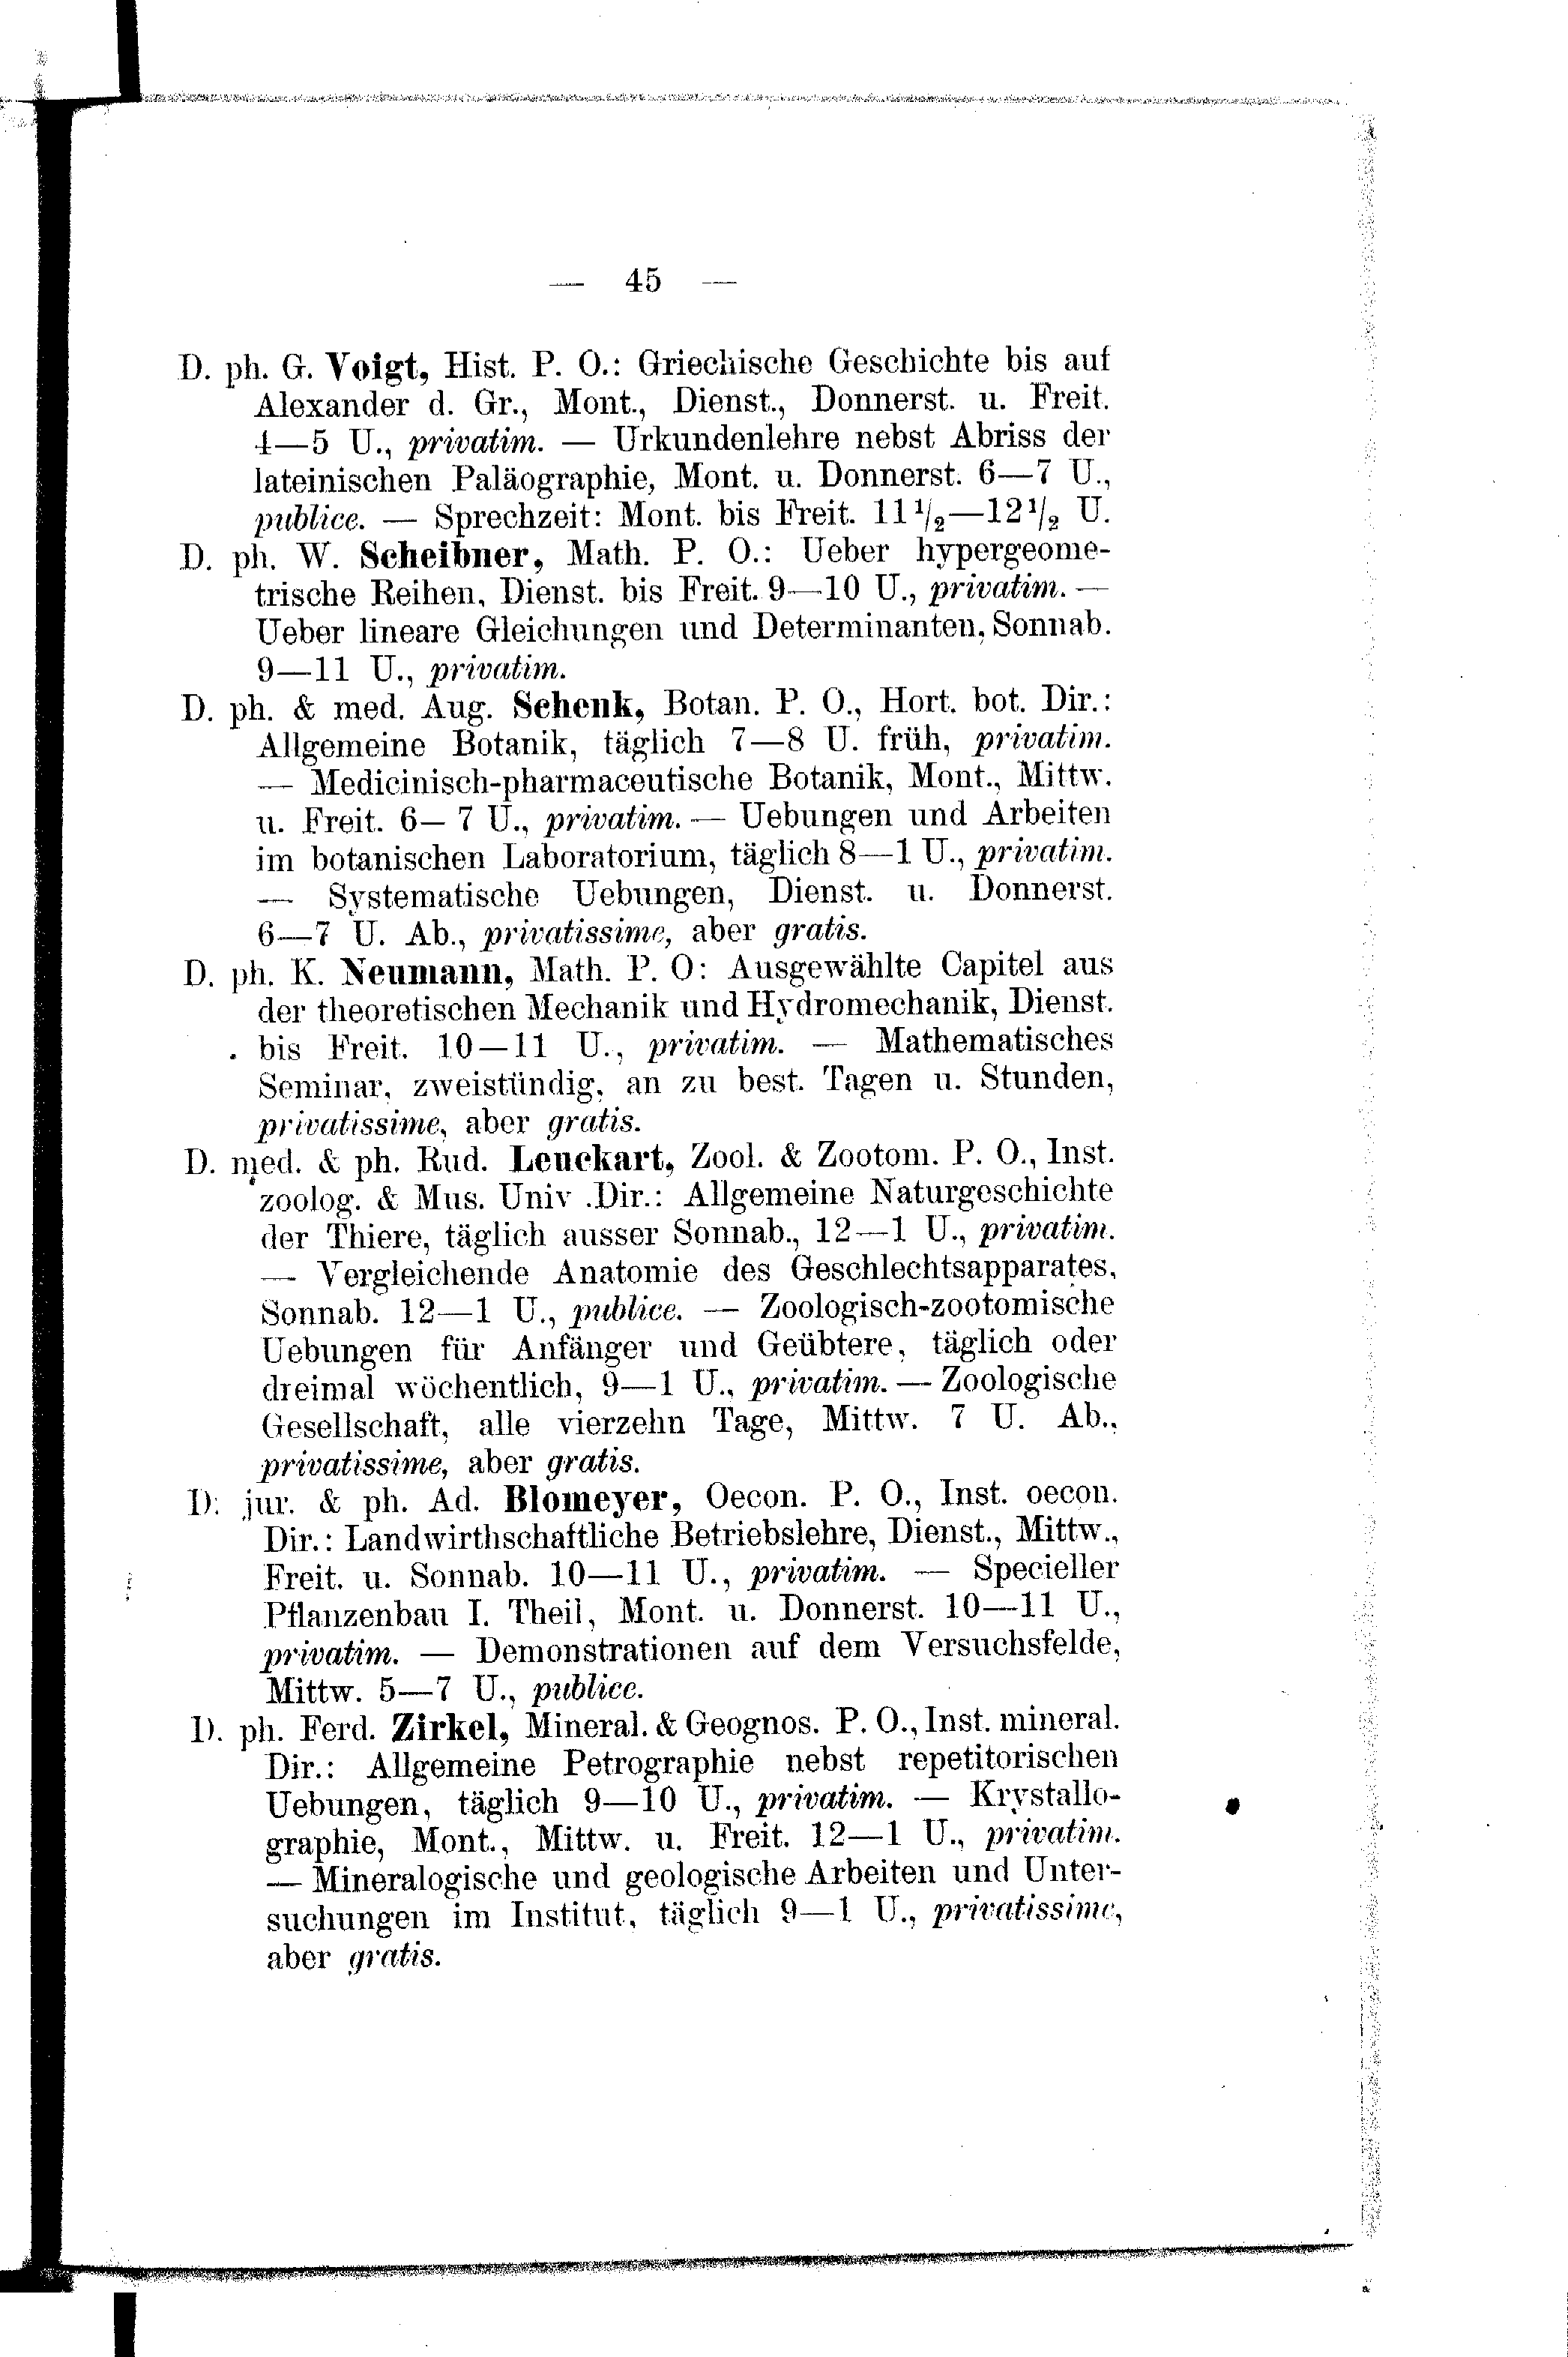 — 45 —
D. ph. G. Voigt, Hist. P. O.: Griechische Geschichte bis auf
Alexander d. Gr., Mont., Dienst., Donnerst. u. Freit.
4—5 U., privatim. — Urkundenlehre nebst Abriss der
lateinischen Paläographie, Mont. u. Donnerst. 6—7 U.,
publice. — Sprechzeit: Mont. bis Freit. 11 1/2—12 1/2 U.
D. ph. W. Scheibner, Math. P. O.: Ueber hypergeome-
trische Reihen, Dienst. bis Freit. 9—10 U., privatim. —
Ueber lineare Gleichungen und Determinanten, Sonnab.
9—11 U., privatim.
D. ph. & med. Aug. Schenk, Botan. P. O., Hort. bot. Dir.:
Allgemeine Botanik, täglich 7—8 U. früh, privatim.
— Medicinisch-pharmaceutische Botanik, Mont., Mittw.
u. Freit. 6— 7 U., privatim. — Uebungen und Arbeiten
im botanischen Laboratorium, täglich 8—1 U., privatim.
— Systematische Uebungen, Dienst. u. Donnerst.
6—7 U. Ab., privatissime, aber gratis.
D. ph. K. Neumann, Math. P. O: Ausgewählte Capitel aus
der theoretischen Mechanik und Hydromechanik, Dienst.
bis Freit. 10—11 U., privatim. — Mathematisches
Seminar, zweistündig, an zu best. Tagen u. Stunden,
privatissime, aber gratis.
D. med. & ph. Rud. Leuckart, Zool. & Zootom. P. O., Inst.
zoolog. & Mus. Univ .Dir.: Allgemeine Naturgeschichte
der Thiere, täglich ausser Sonnab., 12—1 U., privatim.
— Vergleichende Anatomie des Geschlechtsapparates,
Sonnab. 12—1 U., publice. — Zoologisch-zootomische
Uebungen für Anfänger und Geübtere, täglich oder
dreimal wöchentlich, 9—1 U., privatim. — Zoologische
Gesellschaft, alle vierzehn Tage, Mittw. 7 U. Ab.,
privatissime, aber gratis.
D. jur. & ph. Ad. Blomeyer, Oecon. P. O., Inst. oecon.
Dir.: Landwirthschaftliche Betriebslehre, Dienst., Mittw.,
Freit. u. Sonnab. 10—11 U., privatim. — Specieller
Pflanzenbau I. Theil, Mont. u. Donnerst. 10—11 U.,
privatim. — Demonstrationen auf dem Versuchsfelde,
Mittw. 5—7 U., publice.
D. ph. Ferd. Zirkel, Mineral. & Geognos. P. O., Inst. mineral.
Dir.: Allgemeine Petrographie nebst repetitorischen
Uebungen, täglich 9—10 U., privatim. — Krystallo-
graphie, Mont., Mittw. u. Freit. 12—1 U., privatim.
— Mineralogische und geologische Arbeiten und Unter-
suchungen im Institut, täglich 9—1 U., privatissime,
aber gratis.